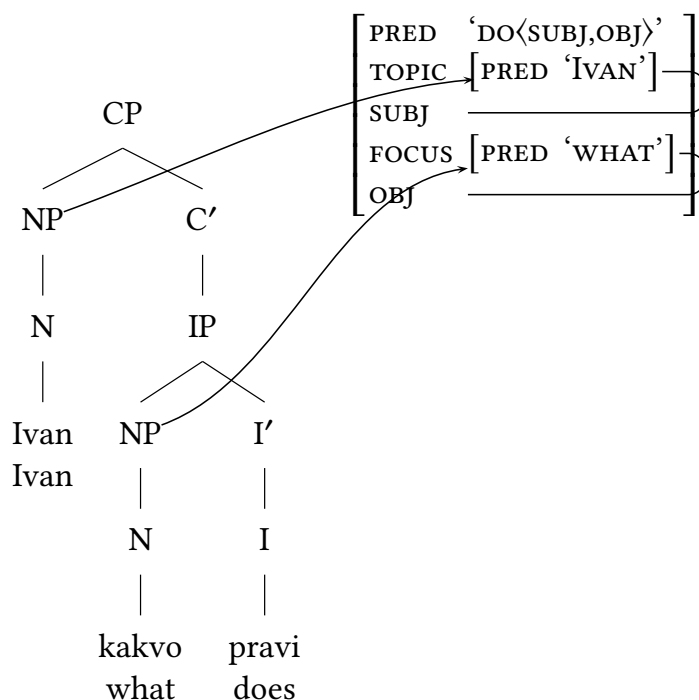 PRED ‘DO⟨SUBJ,OBJ⟩’
TOPIC [PRED ‘IVAN’]
SUBJ
FOCUS [PRED ‘WHAT’]
OBJ
CP
NP C′
N IP
Ivan NP I′
Ivan
N I
kakvo pravi
what does